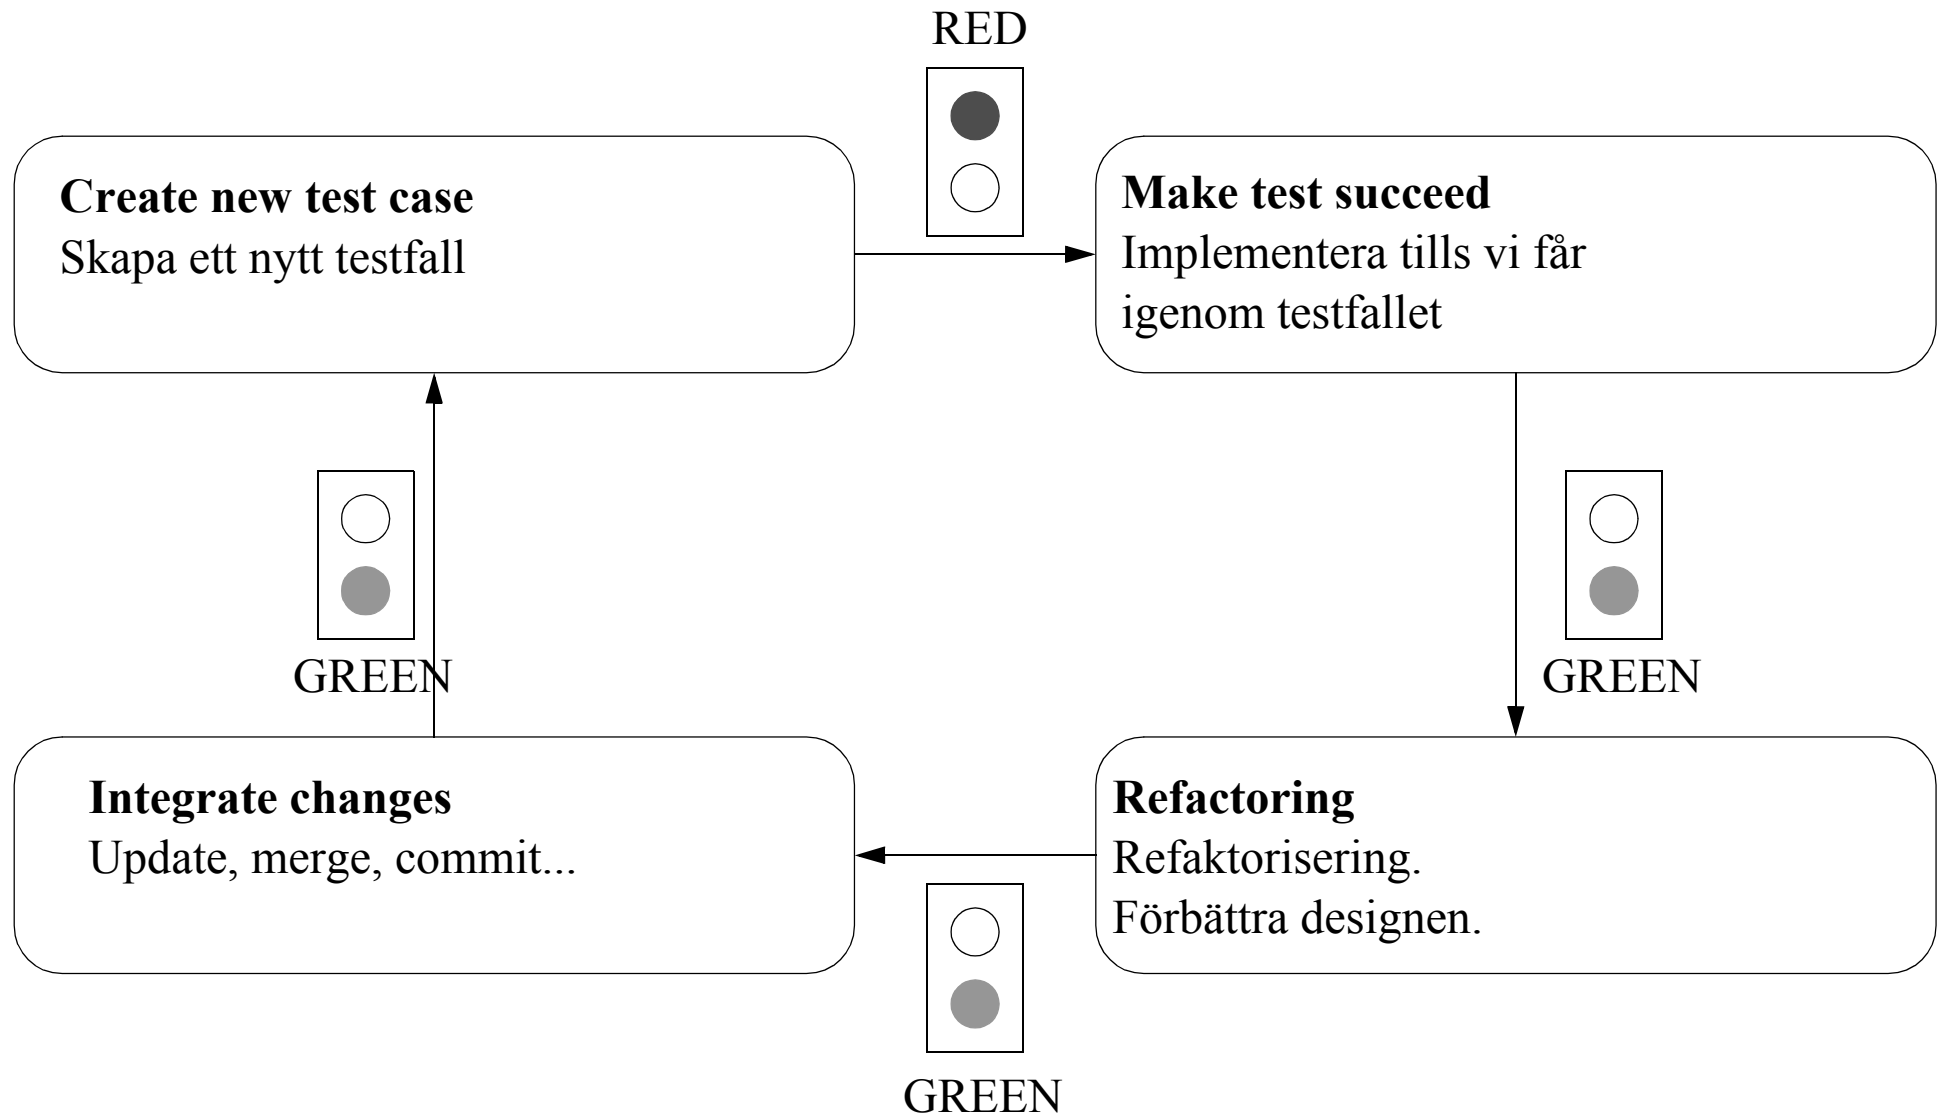 RED
Create new test case
Skapa ett nytt testfall
Make test succeed
Implementera tills vi får
igenom testfallet
GREEN
GREEN
Integrate changes
Update, merge, commit...
Refactoring
Refaktorisering.
Förbättra designen.
GREEN